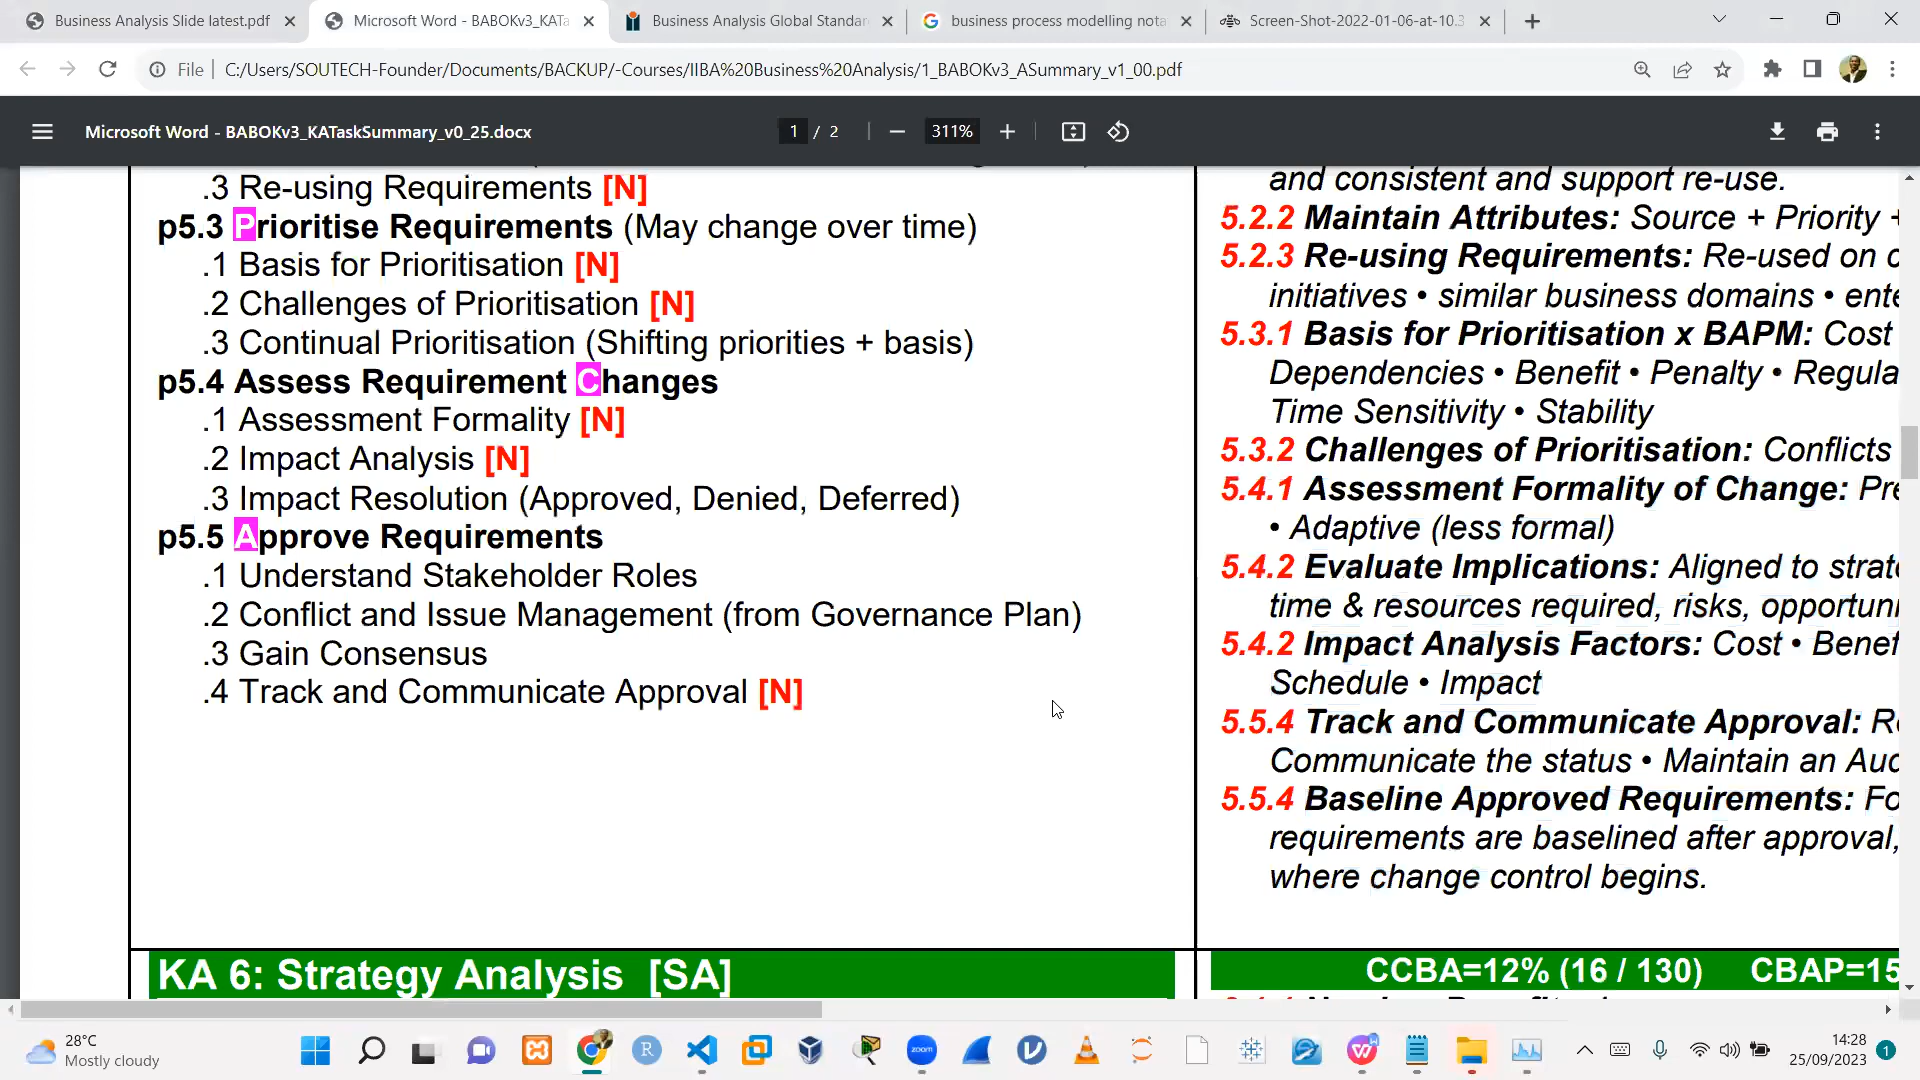 Business Analysis Slide latest.pdf
Microsoft Word - BABOKv3_KATa
Business Analysis Global Standar
business process modelling nota
Screen-Shot-2022-01-06-at-10.3
File
C:/Users/SOUTECH-Founder/Documents/BACKUP/-Courses/IIBA%20Business%20Analysis/1_BABOKv3_ASummary_v1_00.pdf
Microsoft Word - BABOKv3_KATaskSummary_v0_25.docx
1 / 2
311%
.3 Re-using Requirements [N]
p5.3 Prioritise Requirements (May change over time)
.1 Basis for Prioritisation [N]
.2 Challenges of Prioritisation [N]
.3 Continual Prioritisation (Shifting priorities + basis)
p5.4 Assess Requirement Changes
.1 Assessment Formality [N]
.2 Impact Analysis [N]
.3 Impact Resolution (Approved, Denied, Deferred)
p5.5 Approve Requirements
.1 Understand Stakeholder Roles
.2 Conflict and Issue Management (from Governance Plan)
.3 Gain Consensus
.4 Track and Communicate Approval [N]
and consistent and support re-use.
5.2.2 Maintain Attributes: Source + Priority +
5.2.3 Re-using Requirements: Re-used on c
initiatives • similar business domains • ente
5.3.1 Basis for Prioritisation x BAPM: Cost
Dependencies • Benefit • Penalty • Regula
Time Sensitivity • Stability
5.3.2 Challenges of Prioritisation: Conflicts
5.4.1 Assessment Formality of Change: Pre
• Adaptive (less formal)
5.4.2 Evaluate Implications: Aligned to strate
time & resources required, risks, opportuni
5.4.2 Impact Analysis Factors: Cost • Benef
Schedule • Impact
5.5.4 Track and Communicate Approval: Re
Communicate the status • Maintain an Aud
5.5.4 Baseline Approved Requirements: Fo
requirements are baselined after approval,
where change control begins.
KA 6: Strategy Analysis [SA]
CCBA=12% (16 / 130) CBAP=15
28°C
Mostly cloudy
zoom
14:28
25/09/2023
1